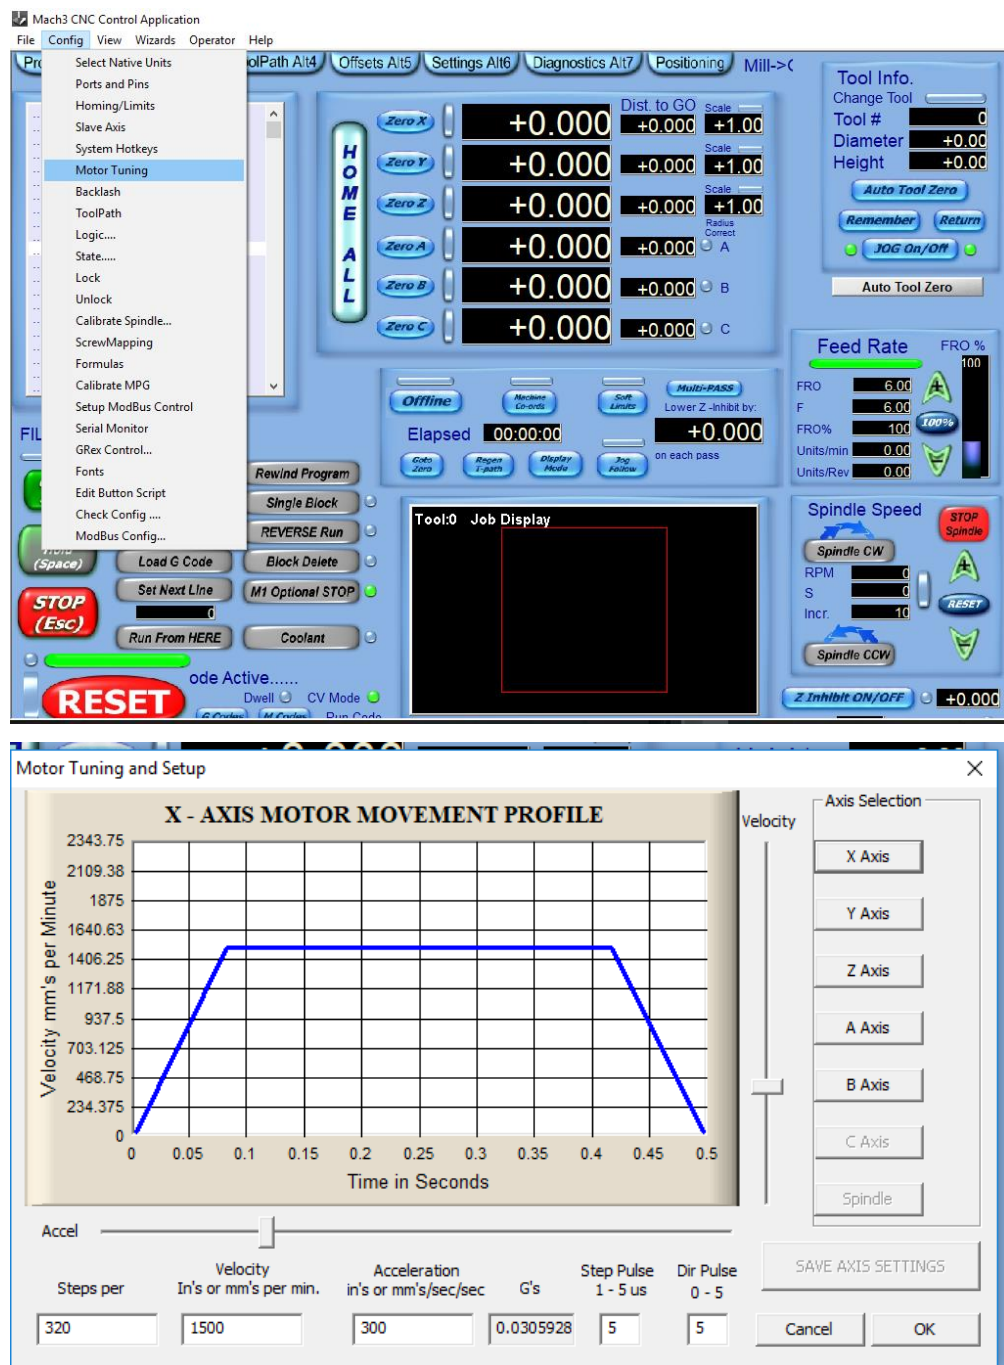 Mach3 CNC Control Application
File Config View Wizards Operator Help
Select Native Units
Ports and Pins
Homing/Limits
Slave Axis
System Hotkeys
Motor Tuning
Backlash
ToolPath
Logic....
State.....
Lock
Unlock
Calibrate Spindle...
ScrewMapping
Formulas
Calibrate MPG
Setup ModBus Control
Serial Monitor
GRex Control...
Fonts
Edit Button Script
Check Config ....
ModBus Config...
Pr olPath Alt4 Offsets Alt5 Settings Alt6 Diagnostics Alt7 Positioning Mill->
HOME ALL
Dist. to GO Scale
Zero X +0.000 +0.000 +1.00
Scale
Zero Y +0.000 +0.000 +1.00
Scale
Zero Z +0.000 +0.000 +1.00
Radius
Correct
Zero A +0.000 +0.000 A
Zero B +0.000 +0.000 B
Zero C +0.000 +0.000 C
Tool Info.
Change Tool
Tool # 0
Diameter +0.00
Height +0.00
Auto Tool Zero
Remember Return
JOG On/Off
Auto Tool Zero
Offline
Machine
Co-ords
Soft
Limits
Multi-PASS
Lower Z -Inhibit by:
+0.000
on each pass
Elapsed 00:00:00
Goto
Zero
Regen
T-path
Display
Mode
Jog
Follow
Feed Rate
FRO %
100
FRO 6.00
F 6.00
FRO% 100 100%
Units/min 0.00
Units/Rev 0.00
FIL
Rewind Program
Single Block
REVERSE Run
(Space) Load G Code Block Delete
Set Next Line M1 Optional STOP
STOP
(Esc)
0
Run From HERE Coolant
RESET
ode Active......
Dwell CV Mode
G Codes M Codes Run Code
Tool:0 Job Display
Spindle Speed
STOP
Spindle
Spindle CW
RPM 0
S 0
Incr. 10
RESET
Spindle CCW
Z Inhibit ON/OFF +0.000
Motor Tuning and Setup
X - AXIS MOTOR MOVEMENT PROFILE
Velocity mm's per Minute
2343.75
2109.38
1875
1640.63
1406.25
1171.88
937.5
703.125
468.75
234.375
0
0 0.05 0.1 0.15 0.2 0.25 0.3 0.35 0.4 0.45 0.5
Time in Seconds
Velocity
Axis Selection
X Axis
Y Axis
Z Axis
A Axis
B Axis
C Axis
Spindle
Accel
Steps per
320
Velocity
In's or mm's per min.
1500
Acceleration
in's or mm's/sec/sec
300
G's
0.0305928
Step Pulse
1 - 5 us
5
Dir Pulse
0 - 5
5
SAVE AXIS SETTINGS
Cancel OK